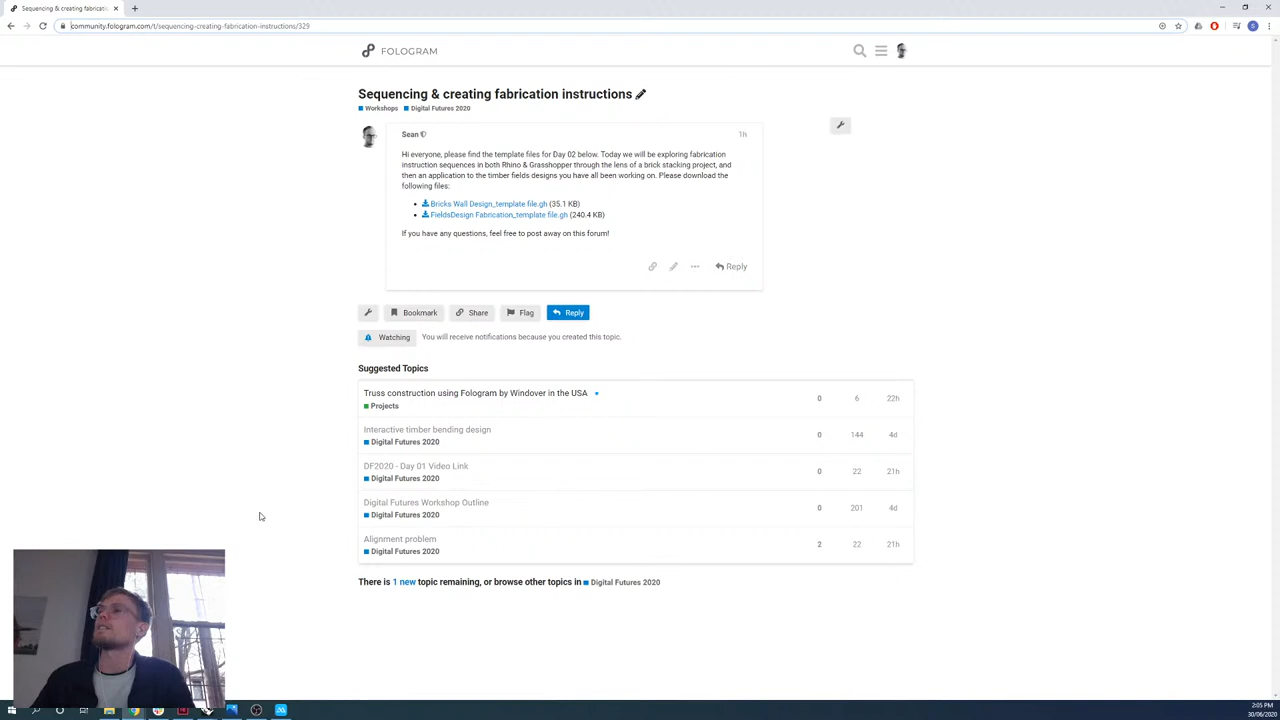 Sequencing & creating fabricati
community.fologram.com/t/sequencing-creating-fabrication-instructions/329
S
FOLOGRAM
Sequencing & creating fabrication instructions
Workshops Digital Futures 2020
Sean 1h
Hi everyone, please find the template files for Day 02 below. Today we will be exploring fabrication
instruction sequences in both Rhino & Grasshopper through the lens of a brick stacking project, and
then an application to the timber fields designs you have all been working on. Please download the
following files:
Bricks Wall Design_template file.gh (35.1 KB)
FieldsDesign Fabrication_template file.gh (240.4 KB)
If you have any questions, feel free to post away on this forum!
Reply
Bookmark Share Flag Reply
Watching You will receive notifications because you created this topic.
Suggested Topics
Truss construction using Fologram by Windover in the USA 0 6 22h
Projects
Interactive timber bending design 0 144 4d
Digital Futures 2020
DF2020 - Day 01 Video Link 0 22 21h
Digital Futures 2020
Digital Futures Workshop Outline 0 201 4d
Digital Futures 2020
Alignment problem 2 22 21h
Digital Futures 2020
There is 1 new topic remaining, or browse other topics in Digital Futures 2020
2:05 PM
30/06/2020